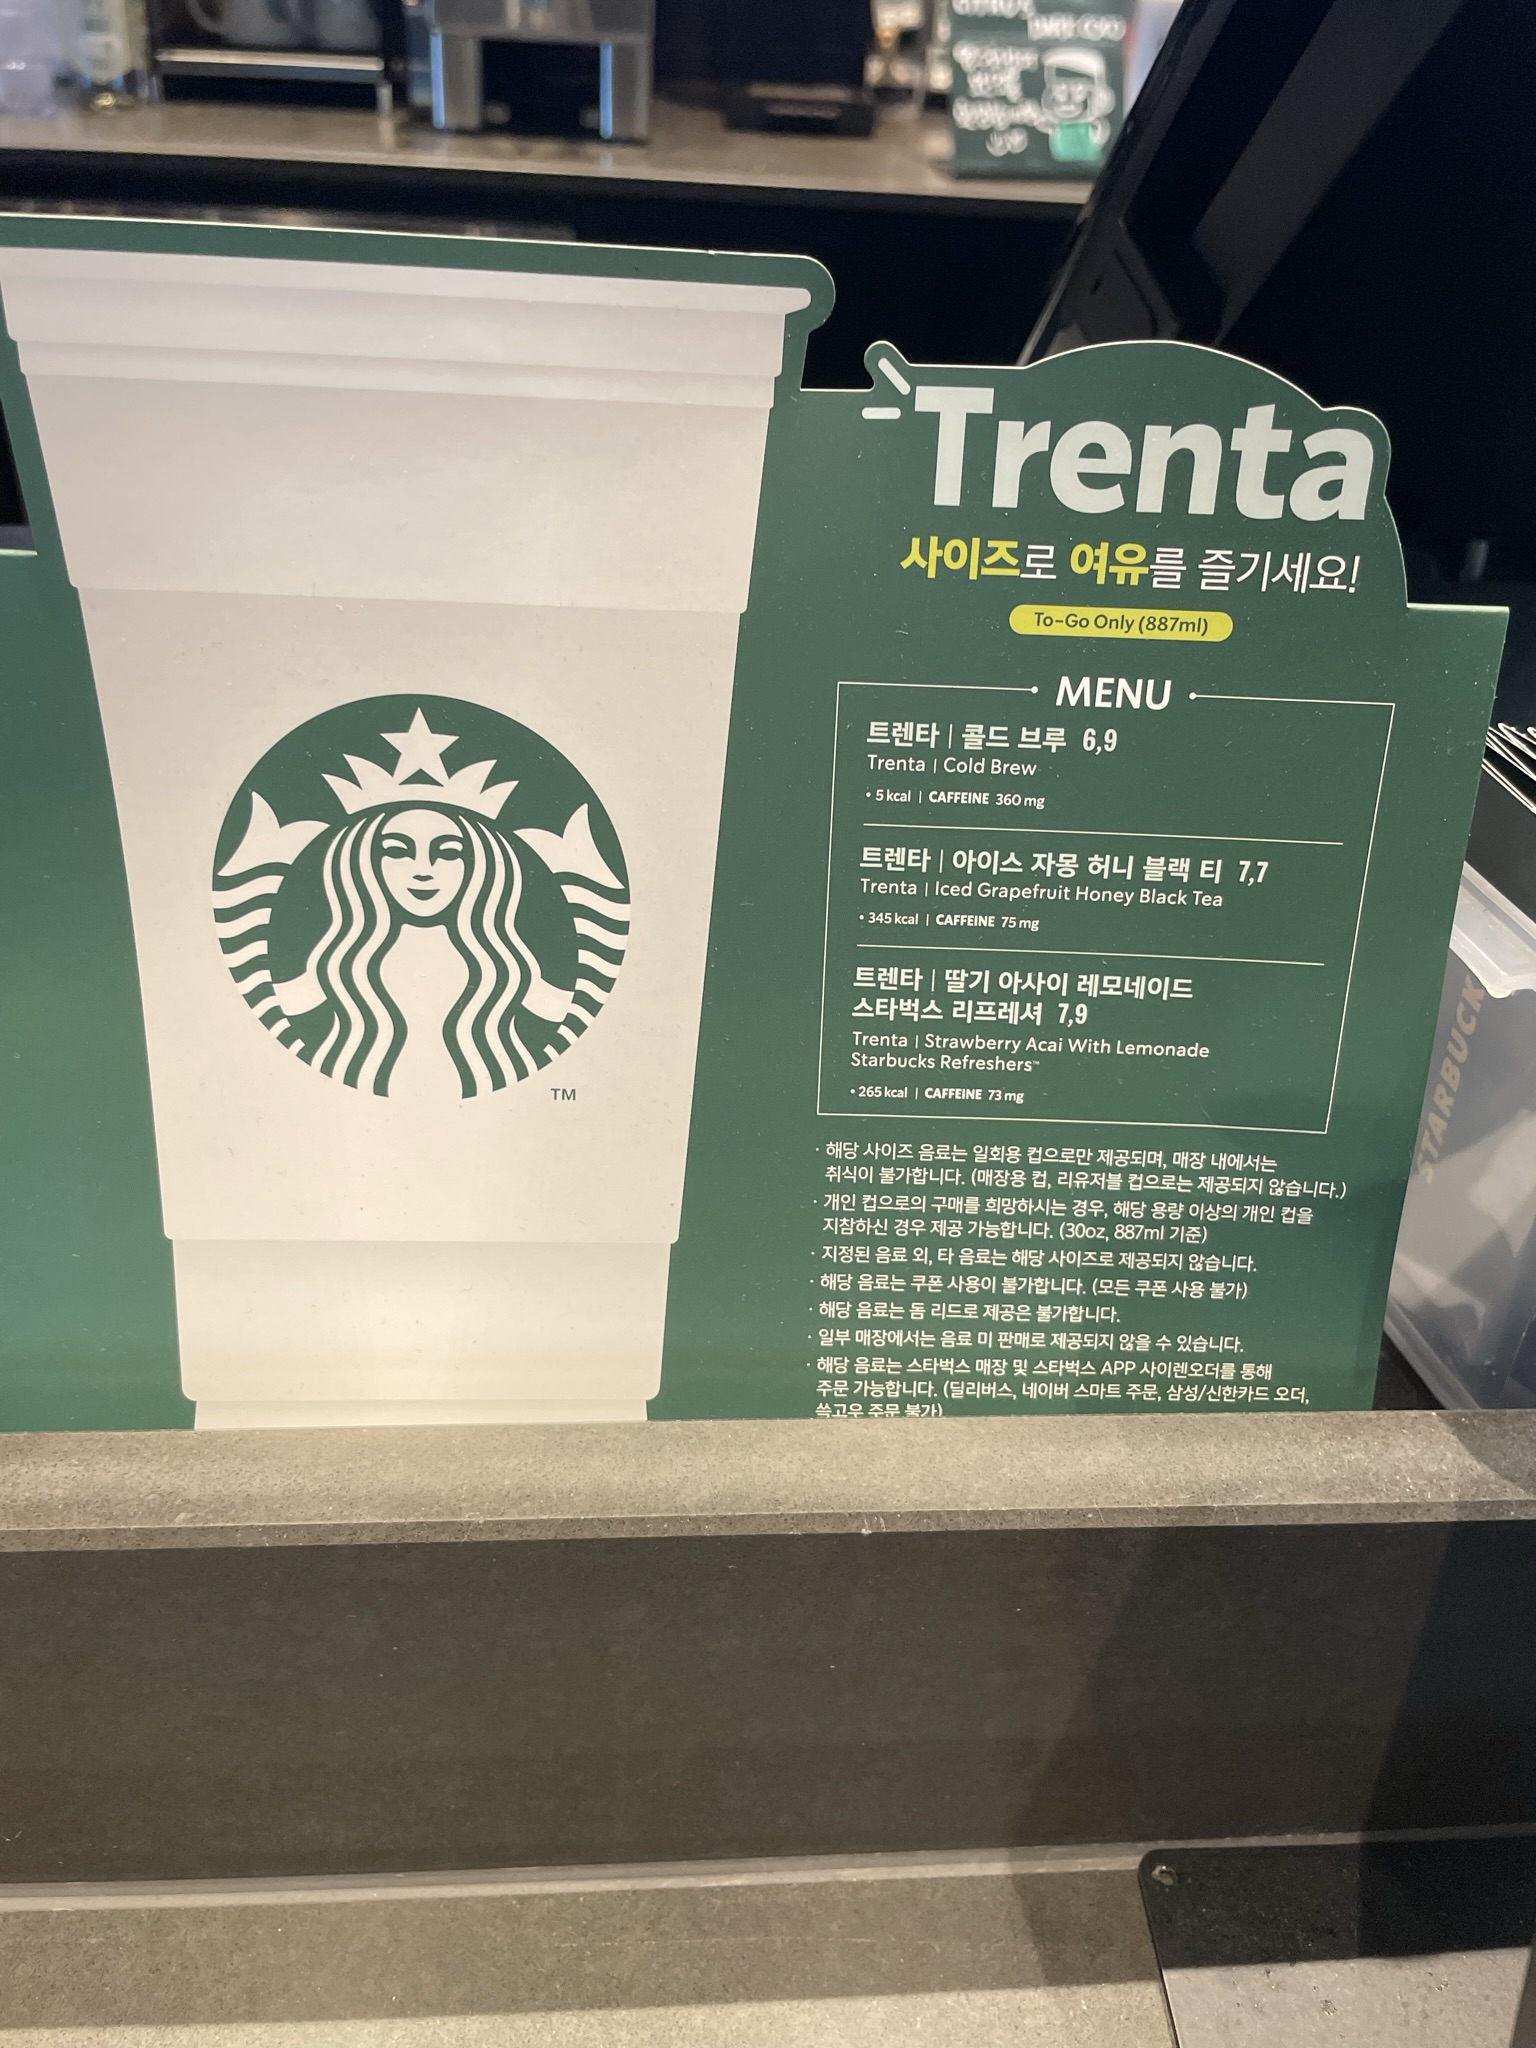 Trenta
사이즈로 여유를 즐기세요!
To-Go Only (887ml)
MENU
트렌타 | 콜드 브루 6,9
Trenta | Cold Brew
• 5 kcal | CAFFEINE 360 mg
트렌타 | 아이스 자몽 허니 블랙 티 7,7
Trenta | Iced Grapefruit Honey Black Tea
• 345 kcal | CAFFEINE 75 mg
트렌타 | 딸기 아사이 레모네이드
스타벅스 리프레셔 7,9
Trenta | Strawberry Acai With Lemonade
Starbucks Refreshers™
• 265 kcal | CAFFEINE 73 mg
· 해당 사이즈 음료는 일회용 컵으로만 제공되며, 매장 내에서는
취식이 불가합니다. (매장용 컵, 리유저블 컵으로는 제공되지 않습니다.)
· 개인 컵으로의 구매를 희망하시는 경우, 해당 용량 이상의 개인 컵을
지참하신 경우 제공 가능합니다. (30oz, 887ml 기준)
· 지정된 음료 외, 타 음료는 해당 사이즈로 제공되지 않습니다.
· 해당 음료는 쿠폰 사용이 불가합니다. (모든 쿠폰 사용 불가)
· 해당 음료는 돔 리드로 제공은 불가합니다.
· 일부 매장에서는 음료 미 판매로 제공되지 않을 수 있습니다.
· 해당 음료는 스타벅스 매장 및 스타벅스 APP 사이렌오더를 통해
주문 가능합니다. (딜리버스, 네이버 스마트 주문, 삼성/신한카드 오더,
쓱고우 주문 불가)
TM
STARBUCK